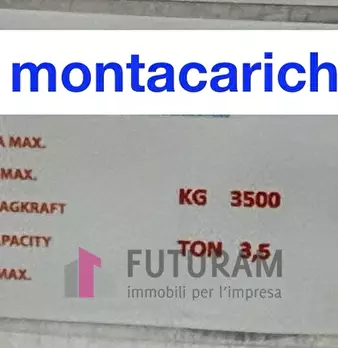 montacarich
A MAX.
MAX.
AGKRAFT KG 3500
PACITY TON 3,5
MAX.
FUTURAM
immobili per l'impresa